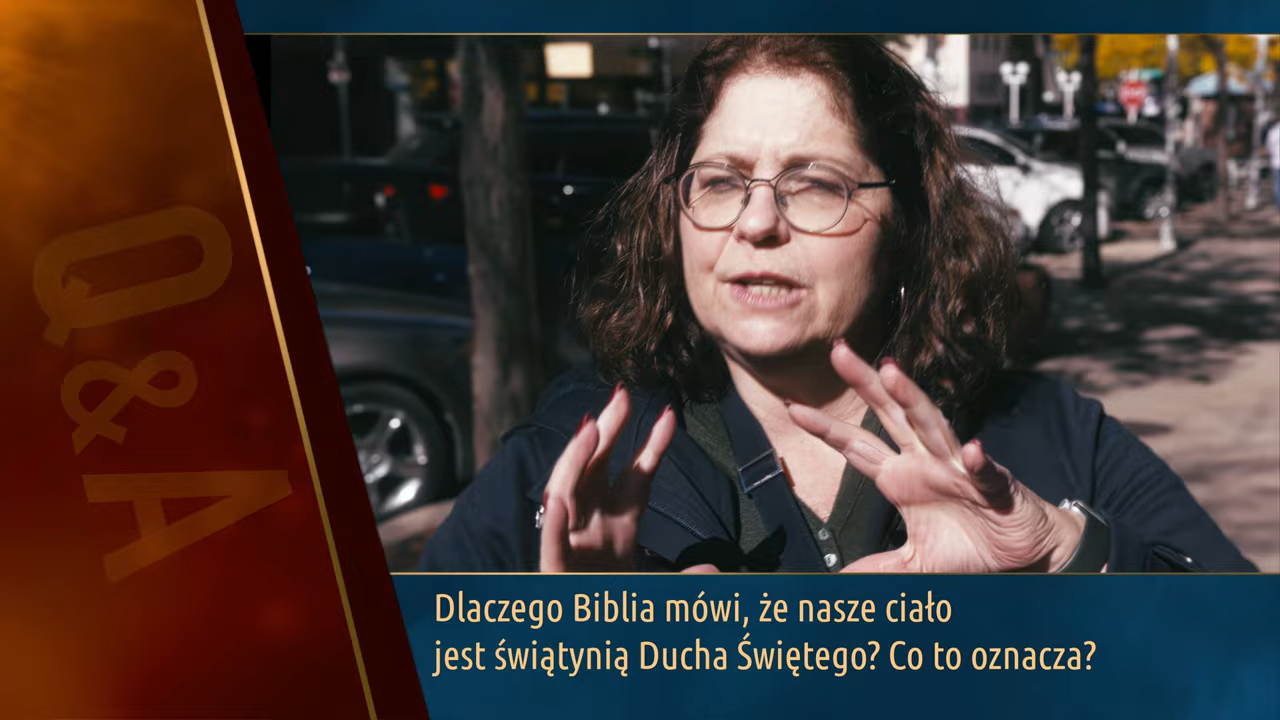 Q&A
Dlaczego Biblia mówi, że nasze ciało
jest świątynią Ducha Świętego? Co to oznacza?